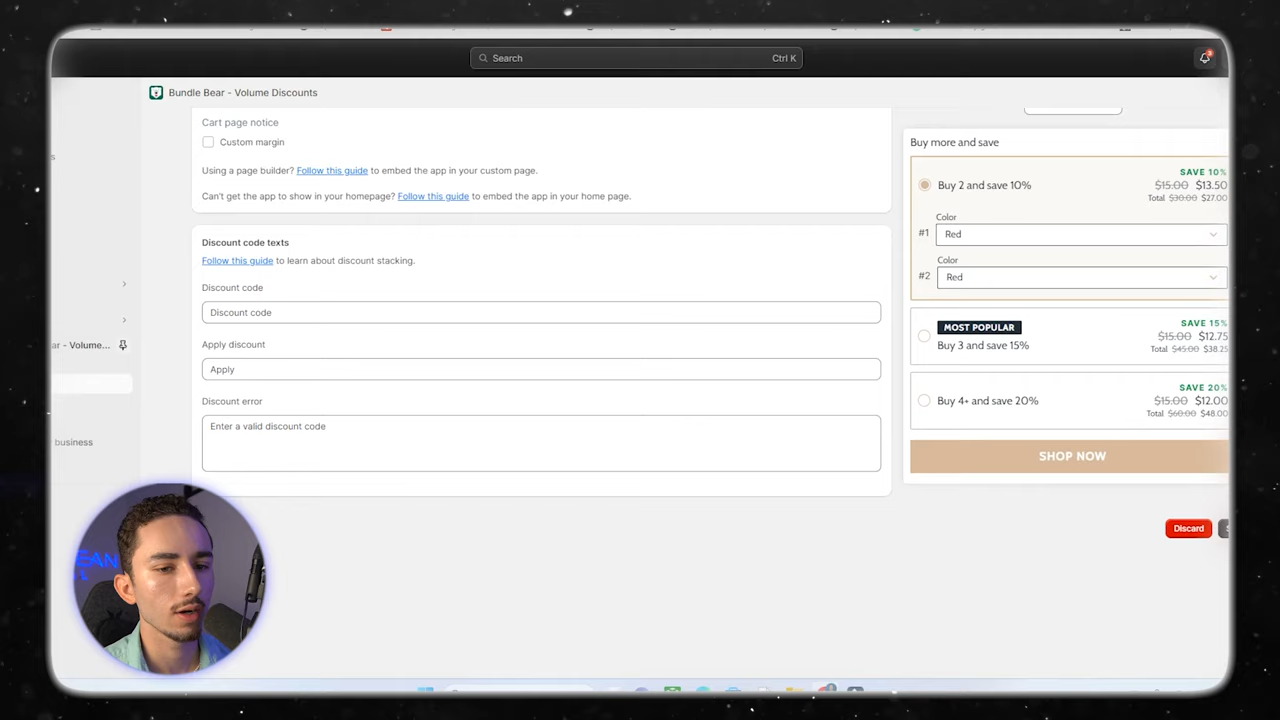 Search
Ctrl K
Bundle Bear - Volume Discounts
Cart page notice
Custom margin
Using a page builder? Follow this guide to embed the app in your custom page.
Can't get the app to show in your homepage? Follow this guide to embed the app in your home page.
Discount code texts
Follow this guide to learn about discount stacking.
Discount code
Discount code
Apply discount
Apply
Discount error
Enter a valid discount code
ar - Volume...
business
Buy more and save
SAVE 10%
Buy 2 and save 10%
$15.00 $13.50
Total $30.00 $27.00
Color
#1
Red
Color
#2
Red
MOST POPULAR
SAVE 15%
Buy 3 and save 15%
$15.00 $12.75
Total $45.00 $38.25
SAVE 20%
Buy 4+ and save 20%
$15.00 $12.00
Total $60.00 $48.00
SHOP NOW
Discard
EAN